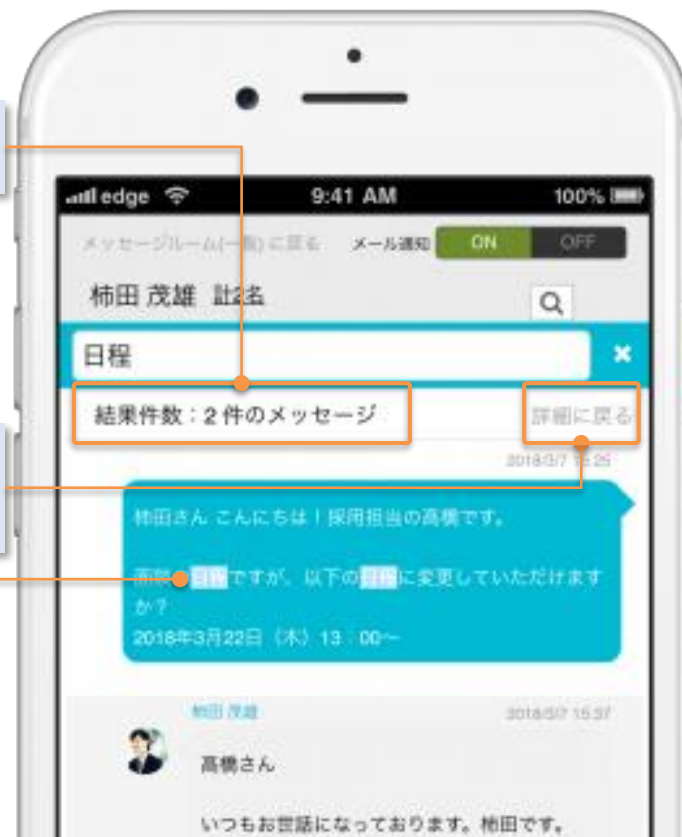 edge 9:41 AM 100%
メッセージルーム(一覧)に戻る メール通知 ON OFF
柿田 茂雄 計2名
日程
結果件数：2件のメッセージ 詳細に戻る
2018/3/7 15:25
柿田さん こんにちは！採用担当の高橋です。
日程ですが、以下の日程に変更していただけます
か？
2018年3月22日（木）13：00〜
柿田 茂雄 2018/3/7 15:37
高橋さん
いつもお世話になっております。柿田です。